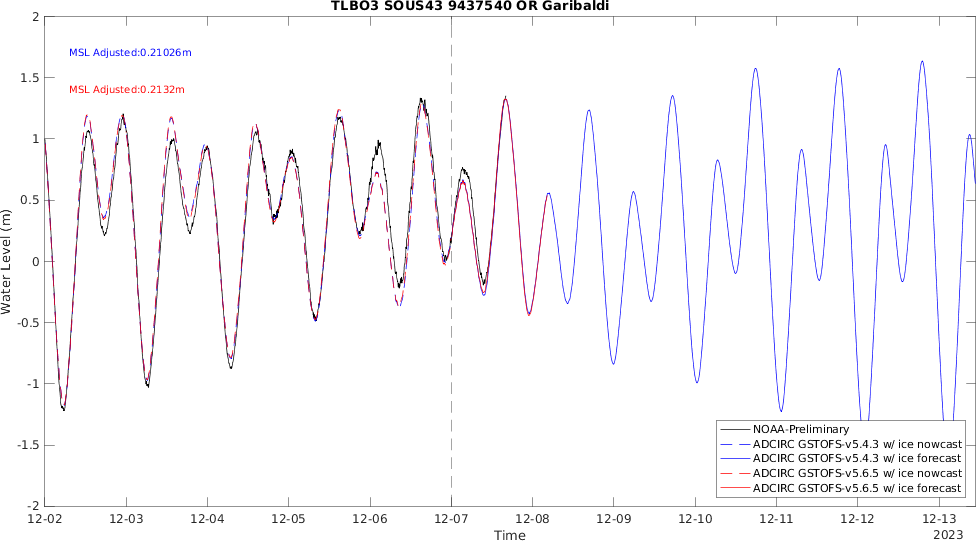 TLBO3 SOUS43 9437540 OR Garibaldi
MSL Adjusted:0.21026m
MSL Adjusted:0.2132m
Water Level (m)
2
1.5
1
0.5
0
-0.5
-1
-1.5
-2
NOAA-Preliminary
ADCIRC GSTOFS-v5.4.3 w/ ice nowcast
ADCIRC GSTOFS-v5.4.3 w/ ice forecast
ADCIRC GSTOFS-v5.6.5 w/ ice nowcast
ADCIRC GSTOFS-v5.6.5 w/ ice forecast
12-02 12-03 12-04 12-05 12-06 12-07 12-08 12-09 12-10 12-11 12-12 12-13
Time
2023